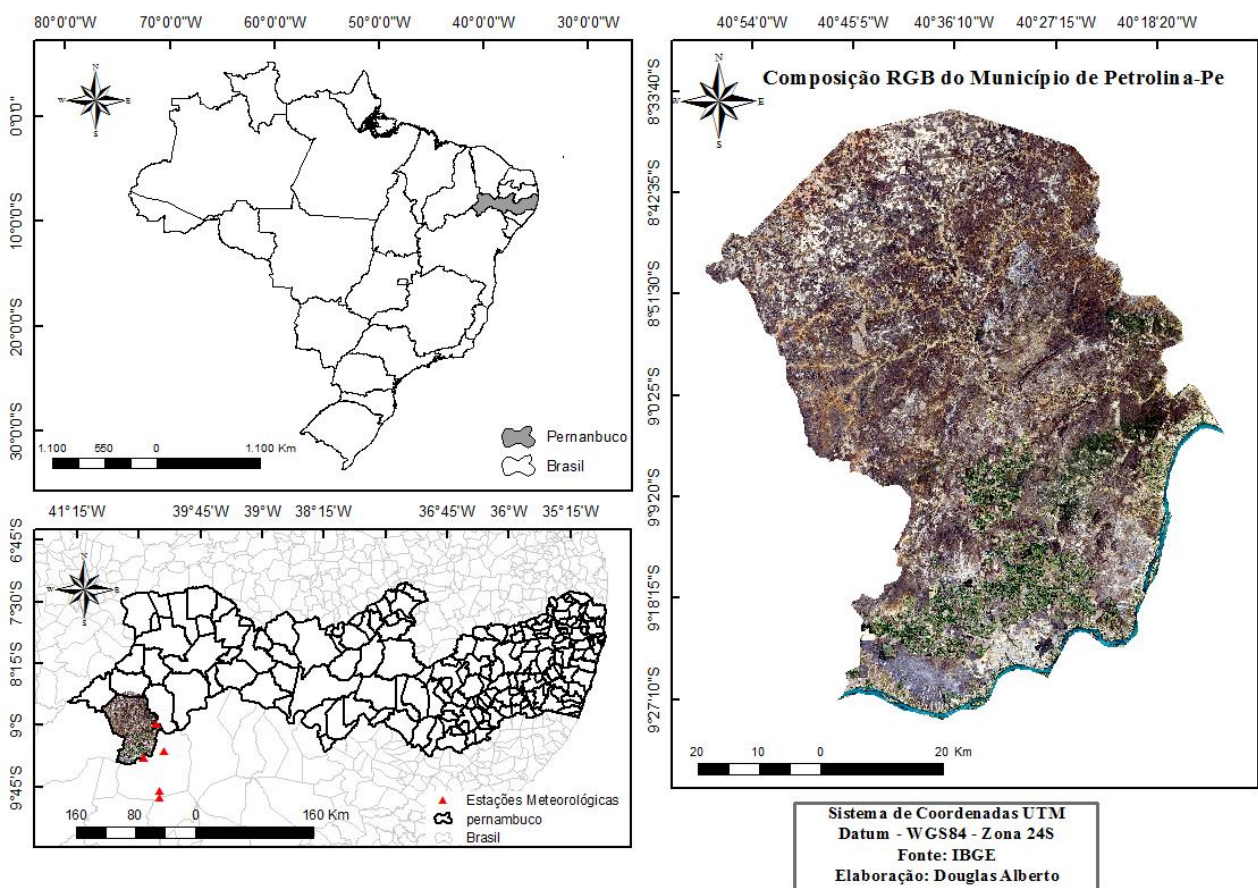 80°0'0"W 70°0'0"W 60°0'0"W 50°0'0"W 40°0'0"W 30°0'0"W
0°0'0"
10°0'0"S
20°0'0"S
30°0'0"S
N
W E
S
1.100 550 0 1.100 Km
Pernambuco
Brasil
41°15'W 39°45'W 39°W 38°15'W 36°45'W 36°W 35°15'W
6°45'S
7°30'S
8°15'S
9°S
9°45'S
N
W E
S
160 80 0 160 Km
Estações Meteorológicas
pernambuco
Brasil
40°54'0"W 40°45'5"W 40°36'10"W 40°27'15"W 40°18'20"W
8°33'40"S
8°42'35"S
8°51'30"S
9°0'25"S
9°9'20"S
9°18'15"S
9°27'10"S
N
W E
S
Composição RGB do Município de Petrolina-Pe
20 10 0 20 Km
Sistema de Coordenadas UTM
Datum - WGS84 - Zona 24S
Fonte: IBGE
Elaboração: Douglas Alberto